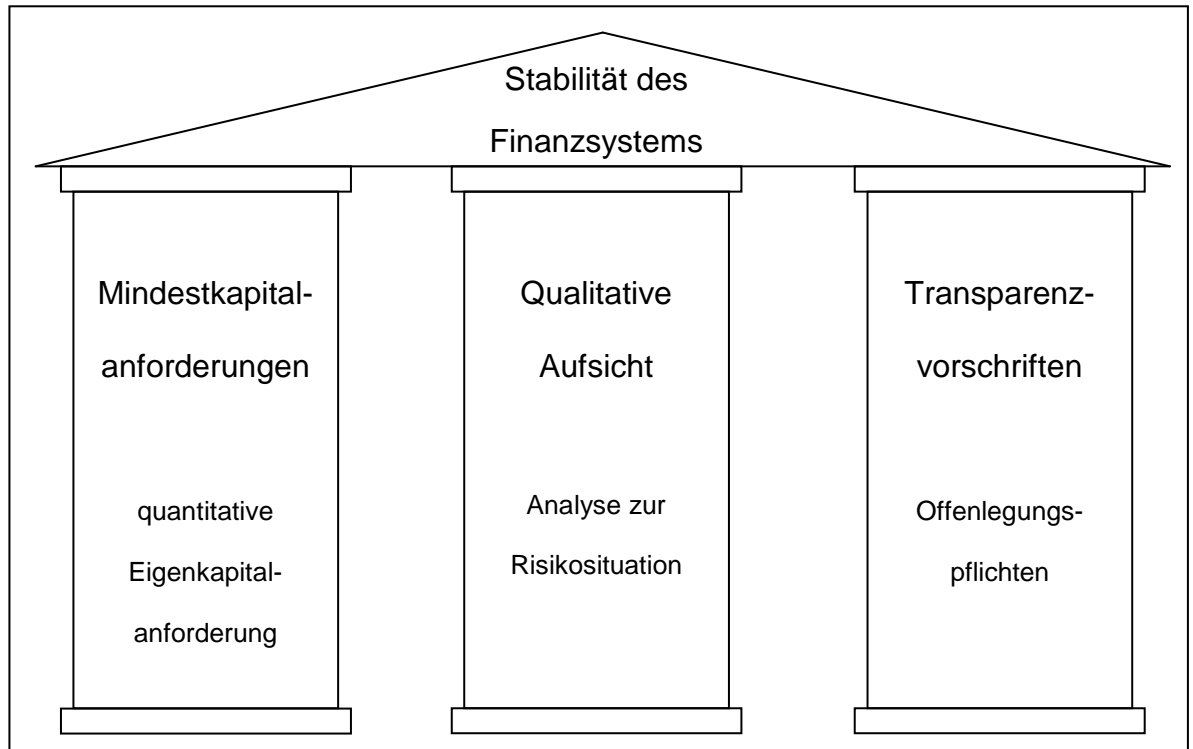 Stabilität des
Finanzsystems
Mindestkapital-
anforderungen
quantitative
Eigenkapital-
anforderung
Qualitative
Aufsicht
Analyse zur
Risikosituation
Transparenz-
vorschriften
Offenlegungs-
pflichten